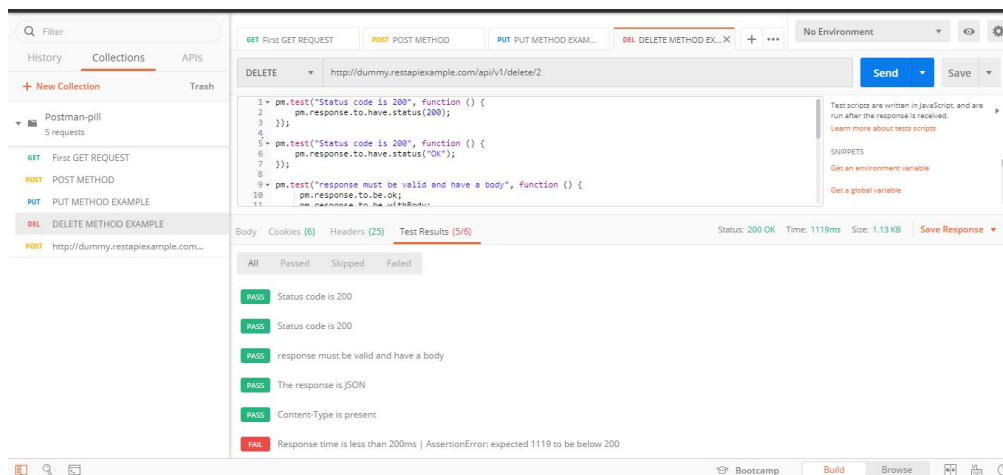 Filter
History Collections APIs
+ New Collection Trash
Postman-pill
5 requests
GET First GET REQUEST
POST POST METHOD
PUT PUT METHOD EXAMPLE
DEL DELETE METHOD EXAMPLE
POST http://dummy.restapiexample.com...
GET First GET REQUEST POST POST METHOD PUT PUT METHOD EXAM... DEL DELETE METHOD EX... X + ••• No Environment
DELETE http://dummy.restapiexample.com/api/v1/delete/2 Send Save
1 pm.test("Status code is 200", function () {
2 pm.response.to.have.status(200);
3 });
4
5 pm.test("Status code is 200", function () {
6 pm.response.to.have.status("OK");
7 });
8
9 pm.test("response must be valid and have a body", function () {
10 pm.response.to.be.ok;
11 pm.response.to.be.withBody;
Test scripts are written in JavaScript, and are
run after the response is received.
Learn more about tests scripts
SNIPPETS
Get an environment variable
Get a global variable
Body Cookies (6) Headers (25) Test Results (5/6) Status: 200 OK Time: 1119ms Size: 1.13 KB Save Response
All Passed Skipped Failed
PASS Status code is 200
PASS Status code is 200
PASS response must be valid and have a body
PASS The response is JSON
PASS Content-Type is present
FAIL Response time is less than 200ms | AssertionError: expected 1119 to be below 200
Bootcamp Build Browse